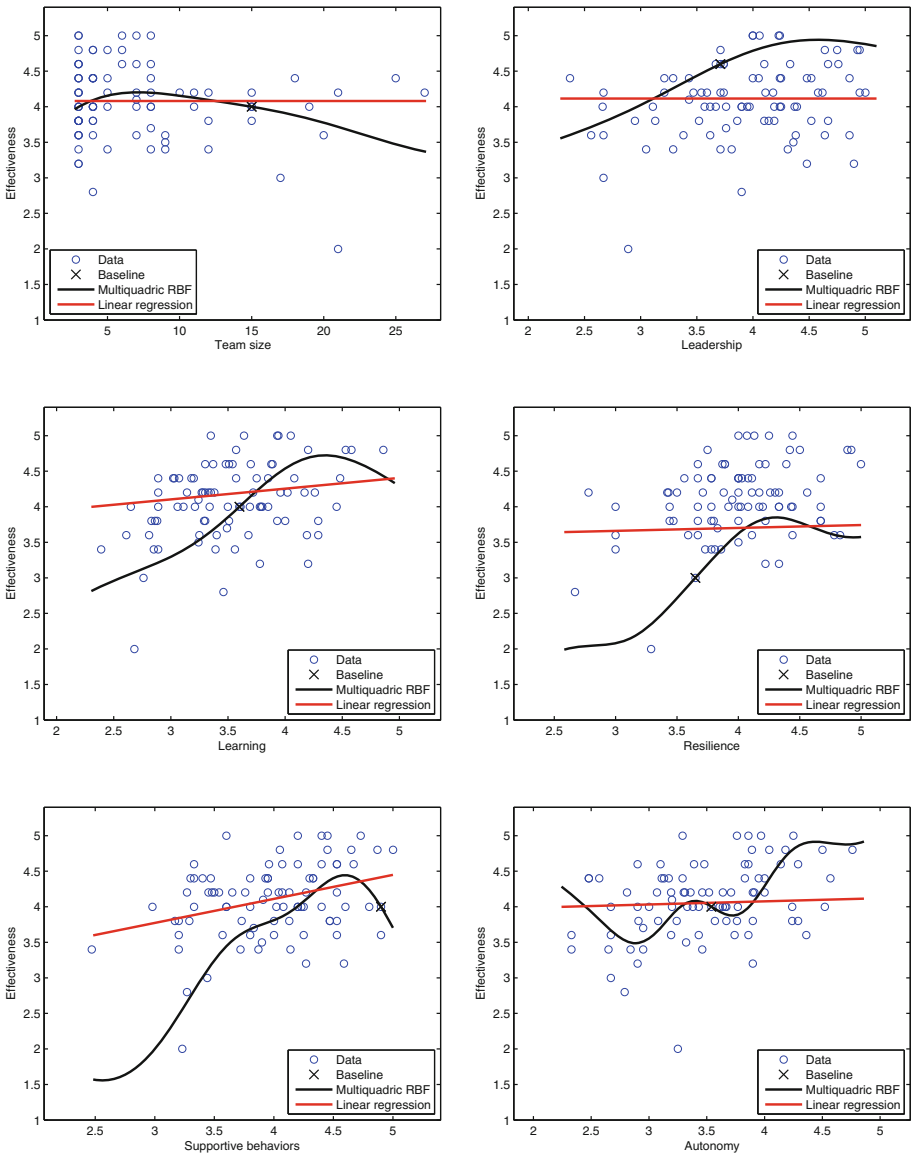 5
4.5
4
3.5
3
2.5
2
1.5
1
Effectiveness
Data
Baseline
Multiquadric RBF
Linear regression
5 10 15 20 25
Team size
5
4.5
4
3.5
3
2.5
2
1.5
1
Effectiveness
Data
Baseline
Multiquadric RBF
Linear regression
2 2.5 3 3.5 4 4.5 5
Leadership
5
4.5
4
3.5
3
2.5
2
1.5
1
Effectiveness
Data
Baseline
Multiquadric RBF
Linear regression
2 2.5 3 3.5 4 4.5 5
Learning
5
4.5
4
3.5
3
2.5
2
1.5
1
Effectiveness
Data
Baseline
Multiquadric RBF
Linear regression
2.5 3 3.5 4 4.5 5
Resilience
5
4.5
4
3.5
3
2.5
2
1.5
1
Effectiveness
Data
Baseline
Multiquadric RBF
Linear regression
2.5 3 3.5 4 4.5 5
Supportive behaviors
5
4.5
4
3.5
3
2.5
2
1.5
1
Effectiveness
Data
Baseline
Multiquadric RBF
Linear regression
2 2.5 3 3.5 4 4.5 5
Autonomy